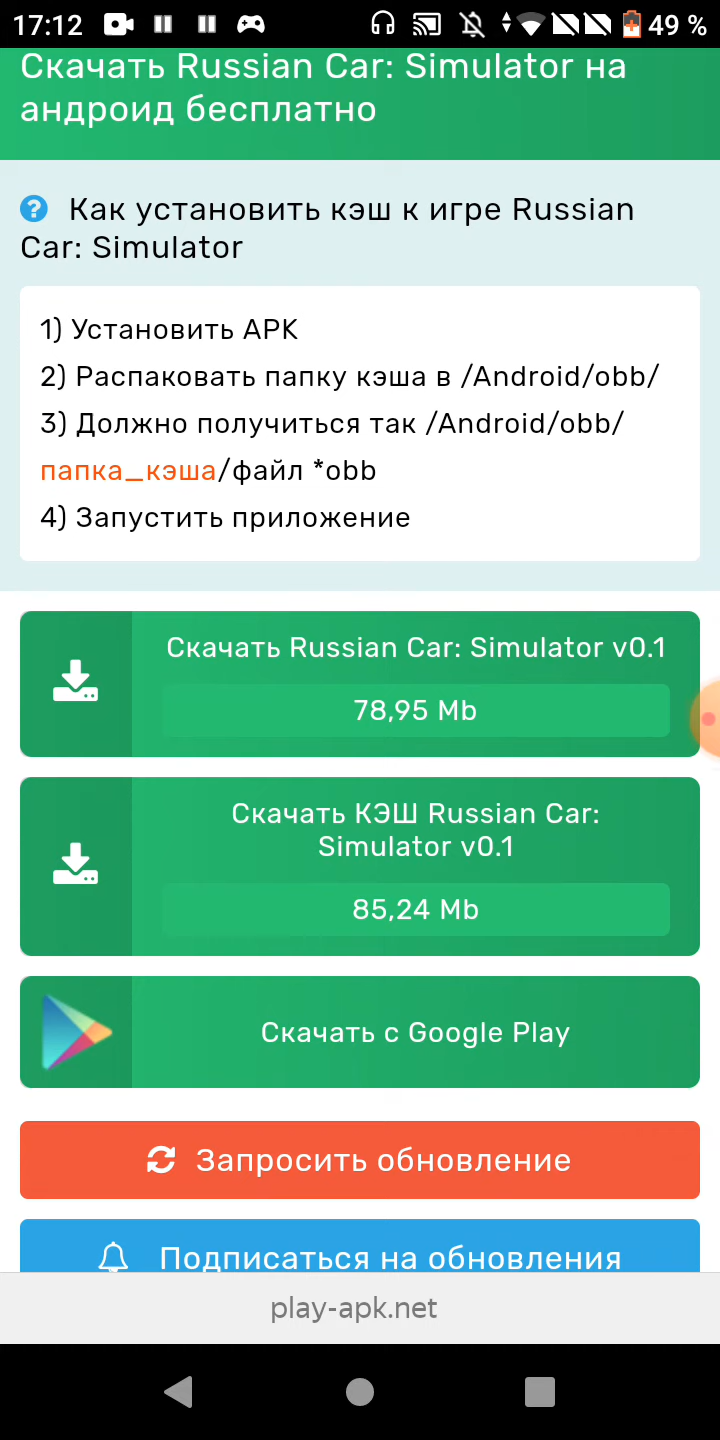 17:12
49 %
Скачать Russian Car: Simulator на
андроид бесплатно
Как установить кэш к игре Russian
Car: Simulator
1) Установить APK
2) Распаковать папку кэша в /Android/obb/
3) Должно получиться так /Android/obb/
папка_кэша/файл *obb
4) Запустить приложение
Скачать Russian Car: Simulator v0.1
78,95 Mb
Скачать КЭШ Russian Car:
Simulator v0.1
85,24 Mb
Скачать с Google Play
Запросить обновление
Подписаться на обновления
play-apk.net